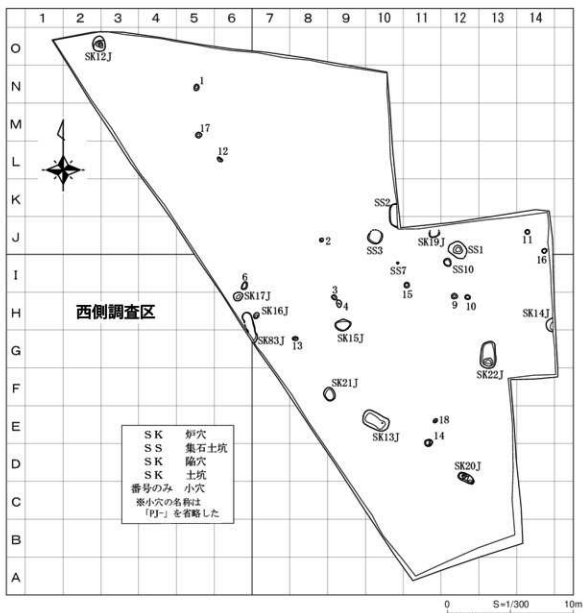 1 2 3 4 5 6 7 8 9 10 11 12 13 14
O
SK12J
N
1
M
17
L
12
K
SS2
J
2
SS3
SK19J
SS1
11
16
I
SS7
SS10
6
SK17J
3
4
15
9
10
H
西側調査区
SK16J
SK83J
13
SK15J
SK14J
G
SK22J
F
SK21J
E
SK13J
18
14
D
SK20J
C
B
A
SK 炉穴
SS 集石土坑
SK 陥穴
SK 土坑
番号のみ 小穴
※小穴の名称は
「PJ-」を省略した
0 S=1/300 10m